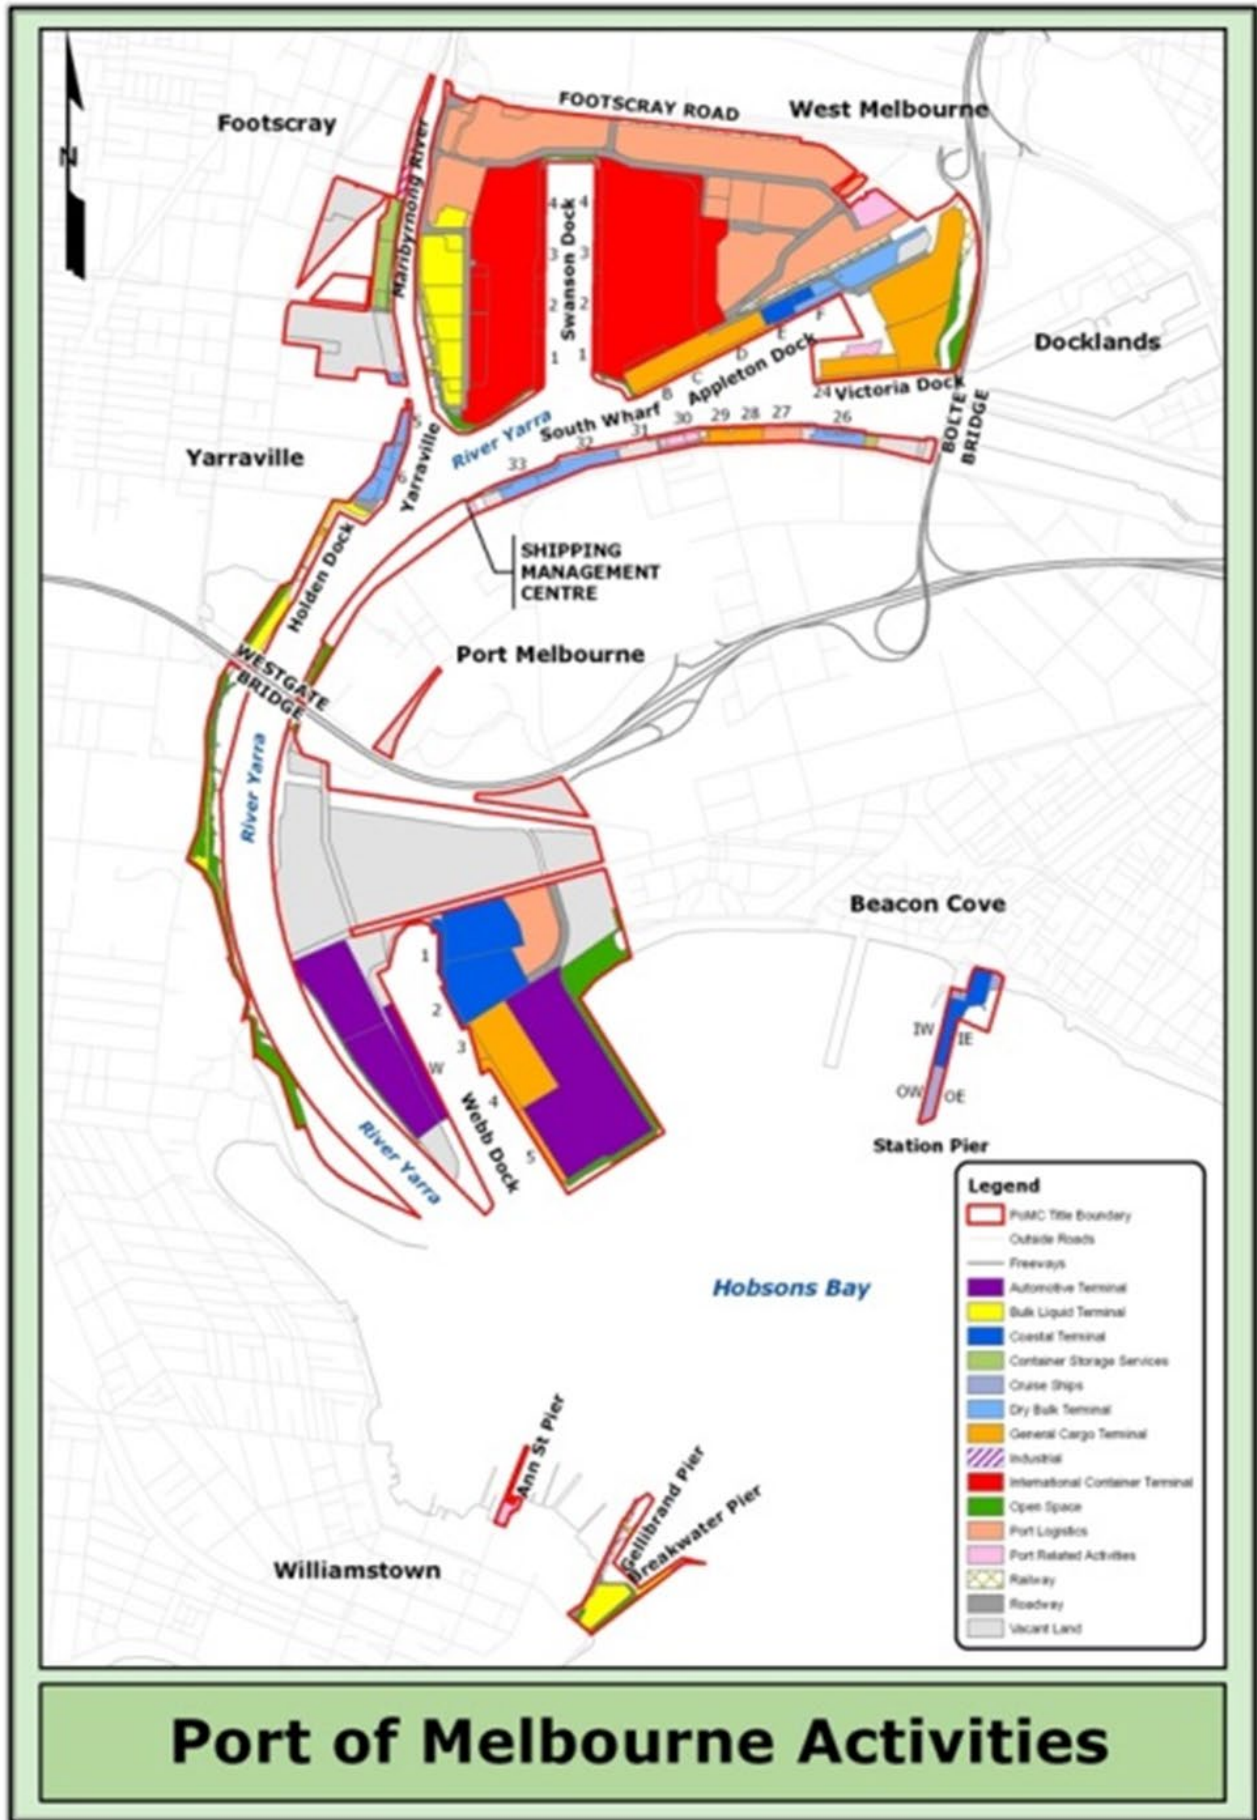 N
Footscray
FOOTSCRAY ROAD
West Melbourne
Maribyrnong River
4
4
3
3
2
2
1
1
Swanson Dock
Docklands
F
E
D
C
B
Appleton Dock
24
Victoria Dock
BOLTE
BRIDGE
River Yarra
South Wharf
33
32
31
30
29
28
27
26
Yarraville
5
6
Yarraville
Holden Dock
SHIPPING
MANAGEMENT
CENTRE
WESTGATE
BRIDGE
Port Melbourne
River Yarra
Beacon Cove
1
2
3
W
4
5
Webb Dock
River Yarra
IW
IE
OW
OE
Station Pier
Hobsons Bay
Ann St Pier
Gellibrand Pier
Breakwater Pier
Williamstown
Legend
PoMC Title Boundary
Outside Roads
Freeways
Automotive Terminal
Bulk Liquid Terminal
Coastal Terminal
Container Storage Services
Cruise Ships
Dry Bulk Terminal
General Cargo Terminal
Industrial
International Container Terminal
Open Space
Port Logistics
Port Related Activities
Railway
Roadway
Vacant Land
Port of Melbourne Activities